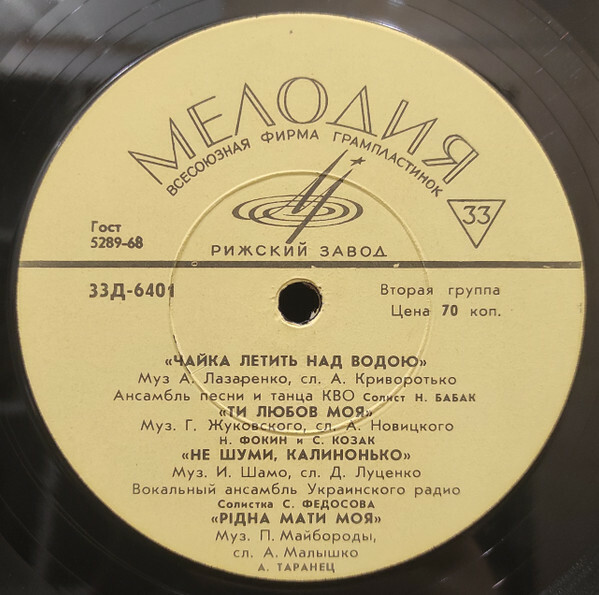 МЕЛОДИЯ
ВСЕСОЮЗНАЯ ФИРМА ГРАМПЛАСТИНОК
33
Гост
5289-68
РИЖСКИЙ ЗАВОД
33Д-6401
Вторая группа
Цена 70 коп.
«ЧАЙКА ЛЕТИТЬ НАД ВОДОЮ»
Муз А. Лазаренко, сл. А. Криворотько
Ансамбль песни и танца КВО Солист Н. БАБАК
«ТИ ЛЮБОВ МОЯ»
Муз. Г. Жуковского, сл. А. Новицкого
Н. ФОКИН и С. КОЗАК
«НЕ ШУМИ, КАЛИНОНЬКО»
Муз. И. Шамо, сл. Д. Луценко
Вокальный ансамбль Украинского радио
Солистка С. ФЕДОСОВА
«РІДНА МАТИ МОЯ»
Муз. П. Майбороды,
сл. А. Малышко
А. ТАРАНЕЦ